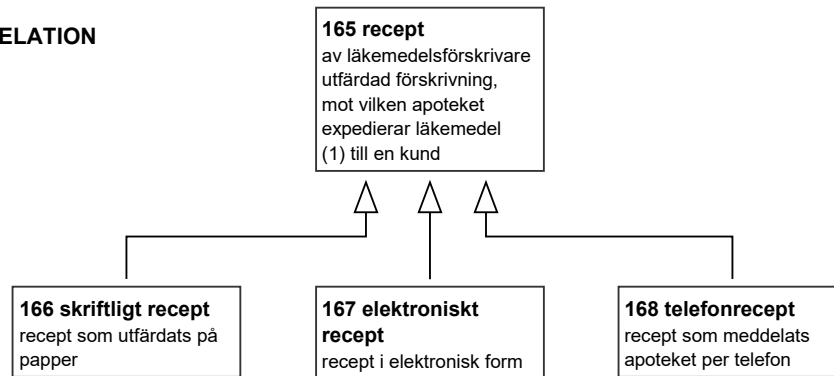 ELATION
165 recept
av läkemedelsförskrivare
utfärdad förskrivning,
mot vilken apoteket
expedierar läkemedel
(1) till en kund
166 skriftligt recept
recept som utfärdats på
papper
167 elektroniskt
recept
recept i elektronisk form
168 telefonrecept
recept som meddelats
apoteket per telefon